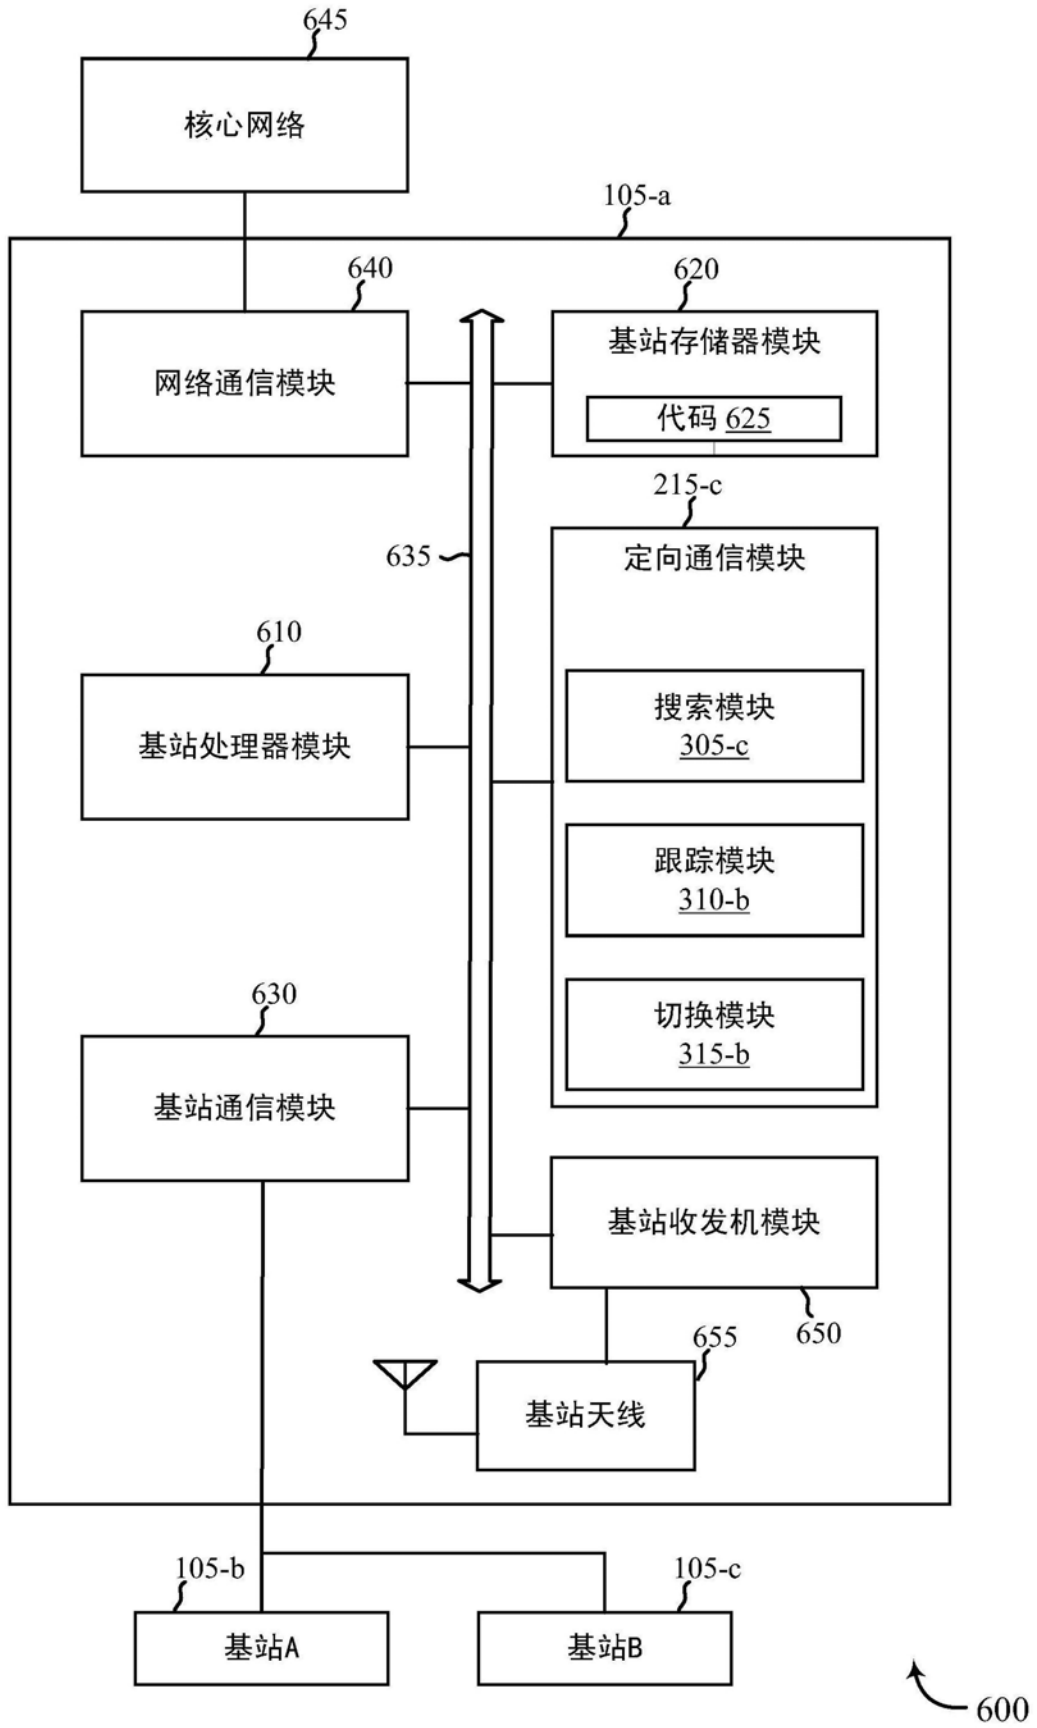 645
核心网络
105-a
640
620
网络通信模块
基站存储器模块
代码 625
215-c
635
定向通信模块
610
基站处理器模块
搜索模块
305-c
跟踪模块
310-b
630
切换模块
315-b
基站通信模块
基站收发机模块
650
655
基站天线
105-b
105-c
基站A
基站B
600